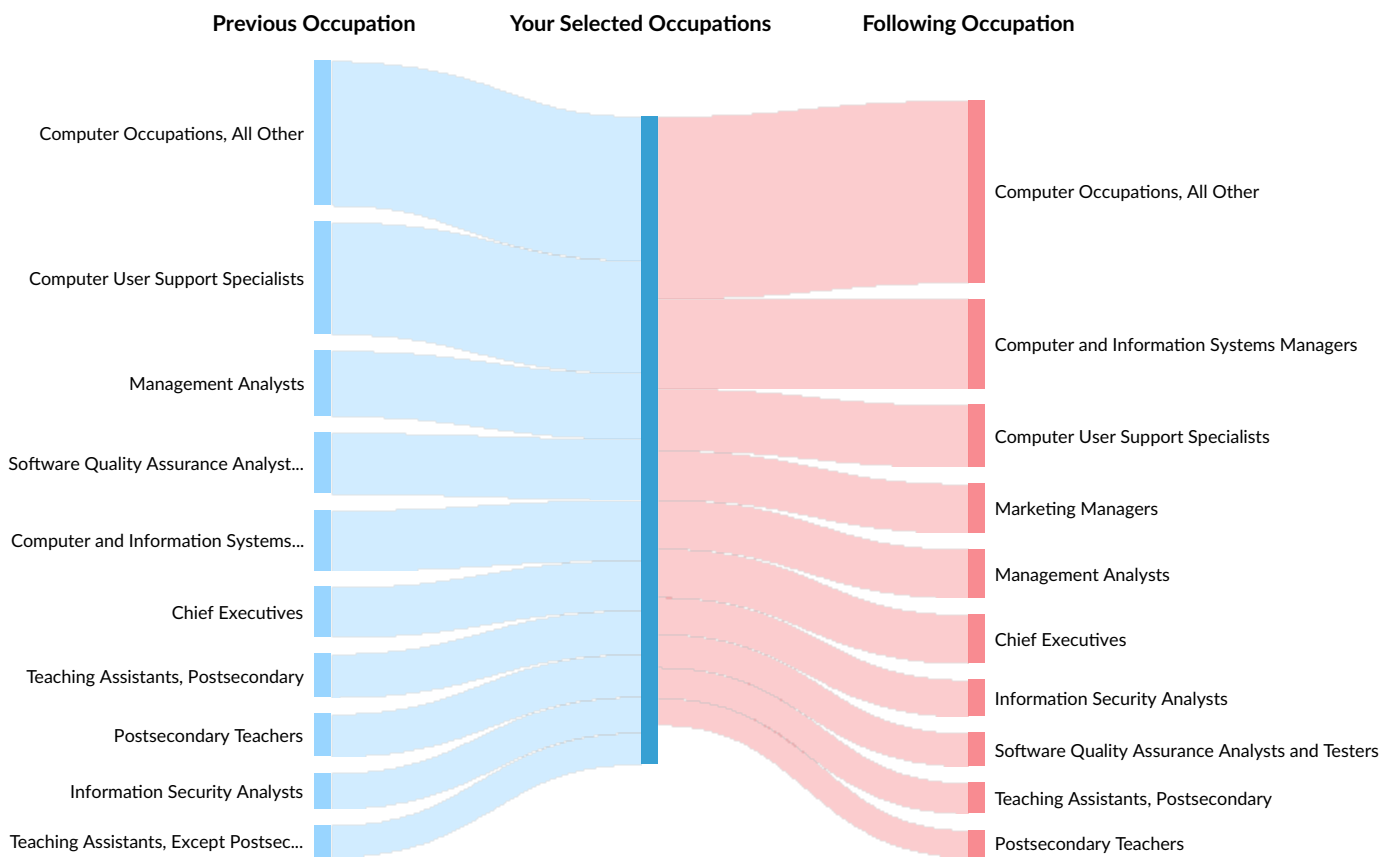 Previous Occupation
Your Selected Occupations
Following Occupation
Computer Occupations, All Other
Computer User Support Specialists
Management Analysts
Software Quality Assurance Analyst...
Computer and Information Systems...
Chief Executives
Teaching Assistants, Postsecondary
Postsecondary Teachers
Information Security Analysts
Teaching Assistants, Except Postsec...
Computer Occupations, All Other
Computer and Information Systems Managers
Computer User Support Specialists
Marketing Managers
Management Analysts
Chief Executives
Information Security Analysts
Software Quality Assurance Analysts and Testers
Teaching Assistants, Postsecondary
Postsecondary Teachers